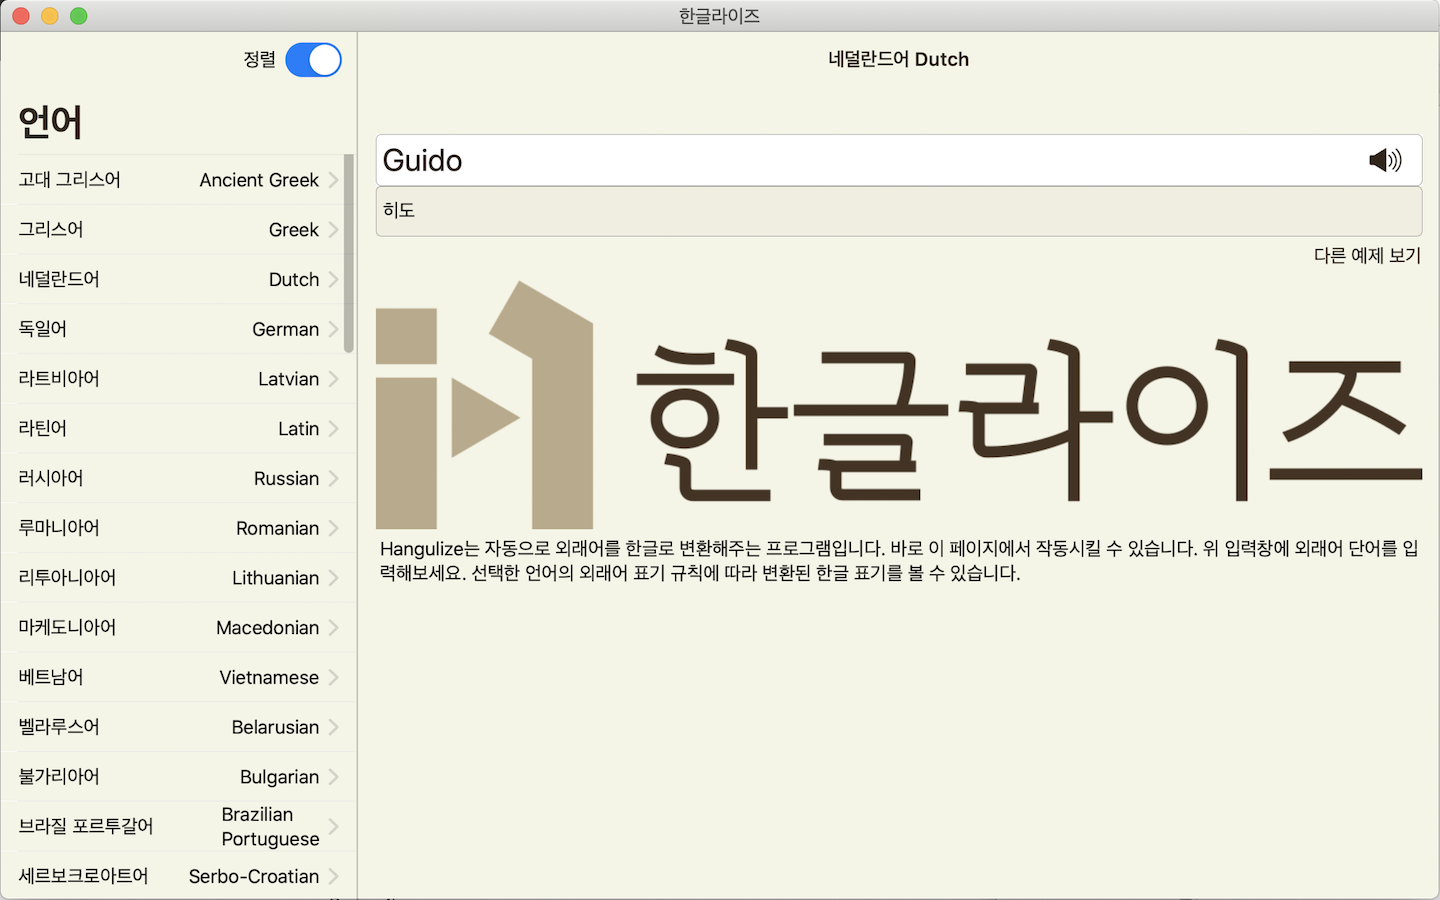 한글라이즈
정렬
언어
고대 그리스어 Ancient Greek
그리스어 Greek
네덜란드어 Dutch
독일어 German
라트비아어 Latvian
라틴어 Latin
러시아어 Russian
루마니아어 Romanian
리투아니아어 Lithuanian
마케도니아어 Macedonian
베트남어 Vietnamese
벨라루스어 Belarusian
불가리아어 Bulgarian
브라질 포르투갈어 Brazilian
Portuguese
세르보크로아트어 Serbo-Croatian
네덜란드어 Dutch
Guido
히도
다른 예제 보기
한글라이즈
Hangulize는 자동으로 외래어를 한글로 변환해주는 프로그램입니다. 바로 이 페이지에서 작동시킬 수 있습니다. 위 입력창에 외래어 단어를 입
력해보세요. 선택한 언어의 외래어 표기 규칙에 따라 변환된 한글 표기를 볼 수 있습니다.